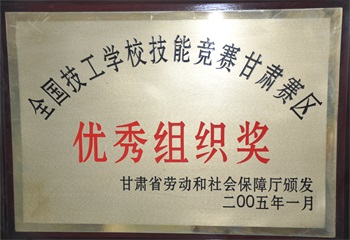 全国技工学校技能竞赛甘肃赛区
优秀组织奖
甘肃省劳动和社会保障厅颁发
二〇〇五年一月